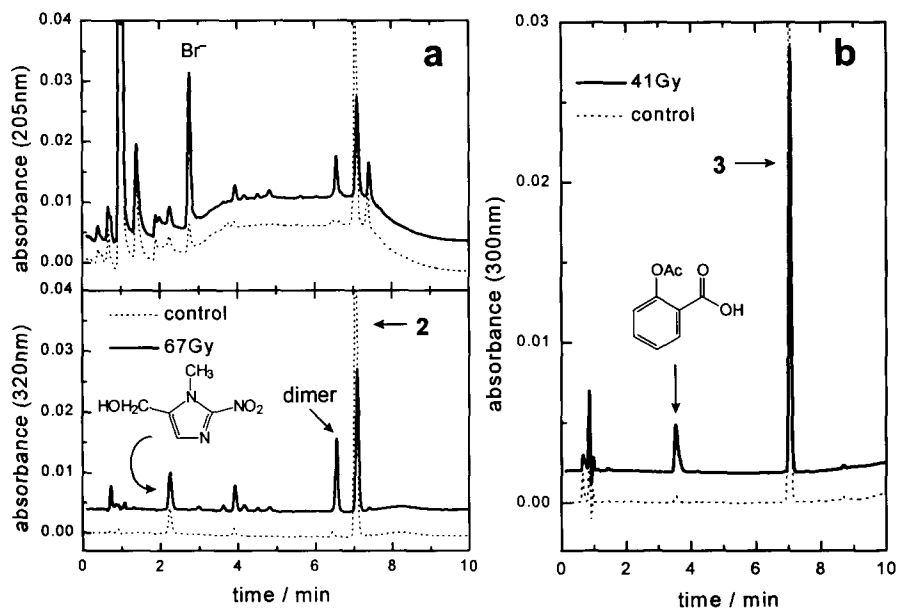 a
Br⁻
absorbance (205nm)
0.04
0.03
0.02
0.01
0.00
0.04
control
67Gy
2
CH₃
HOH₂C
N
NO₂
N
dimer
absorbance (320nm)
0.03
0.02
0.01
0.00
0 2 4 6 8 10
time / min
b
0.03
41Gy
control
3
0.02
OAc
O
OH
absorbance (300nm)
0.01
0.00
0 2 4 6 8 10
time / min